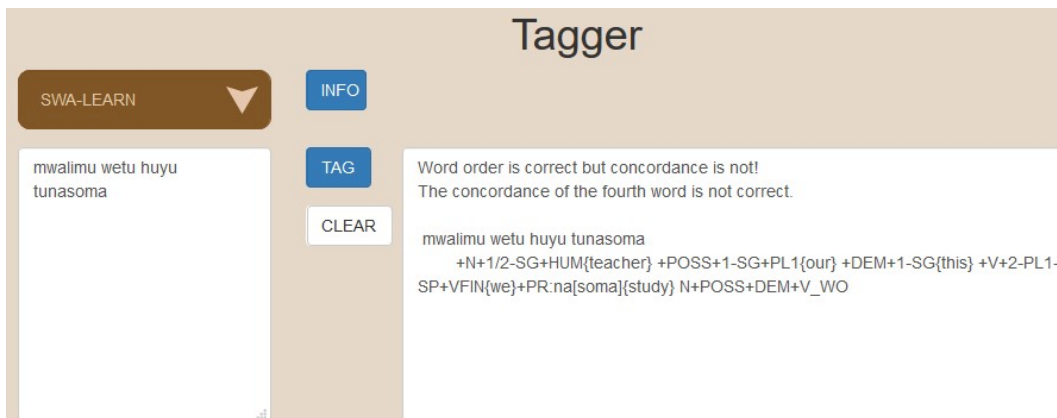 Tagger
SWA-LEARN
INFO
mwalimu wetu huyu
tunasoma
TAG
CLEAR
Word order is correct but concordance is not!
The concordance of the fourth word is not correct.
mwalimu wetu huyu tunasoma
+N+1/2-SG+HUM{teacher} +POSS+1-SG+PL1{our} +DEM+1-SG{this} +V+2-PL1-
SP+VFIN{we}+PR:na[soma]{study} N+POSS+DEM+V_WO